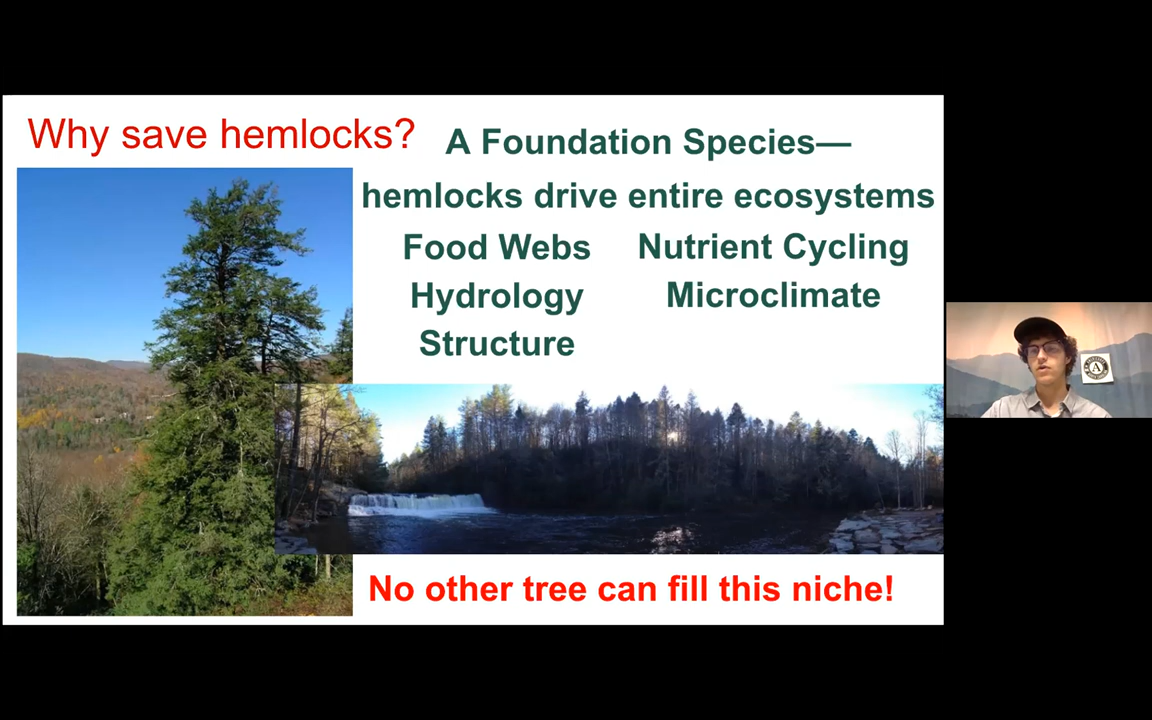 Why save hemlocks?
A Foundation Species—
hemlocks drive entire ecosystems
Food Webs
Nutrient Cycling
Hydrology
Microclimate
Structure
No other tree can fill this niche!
A